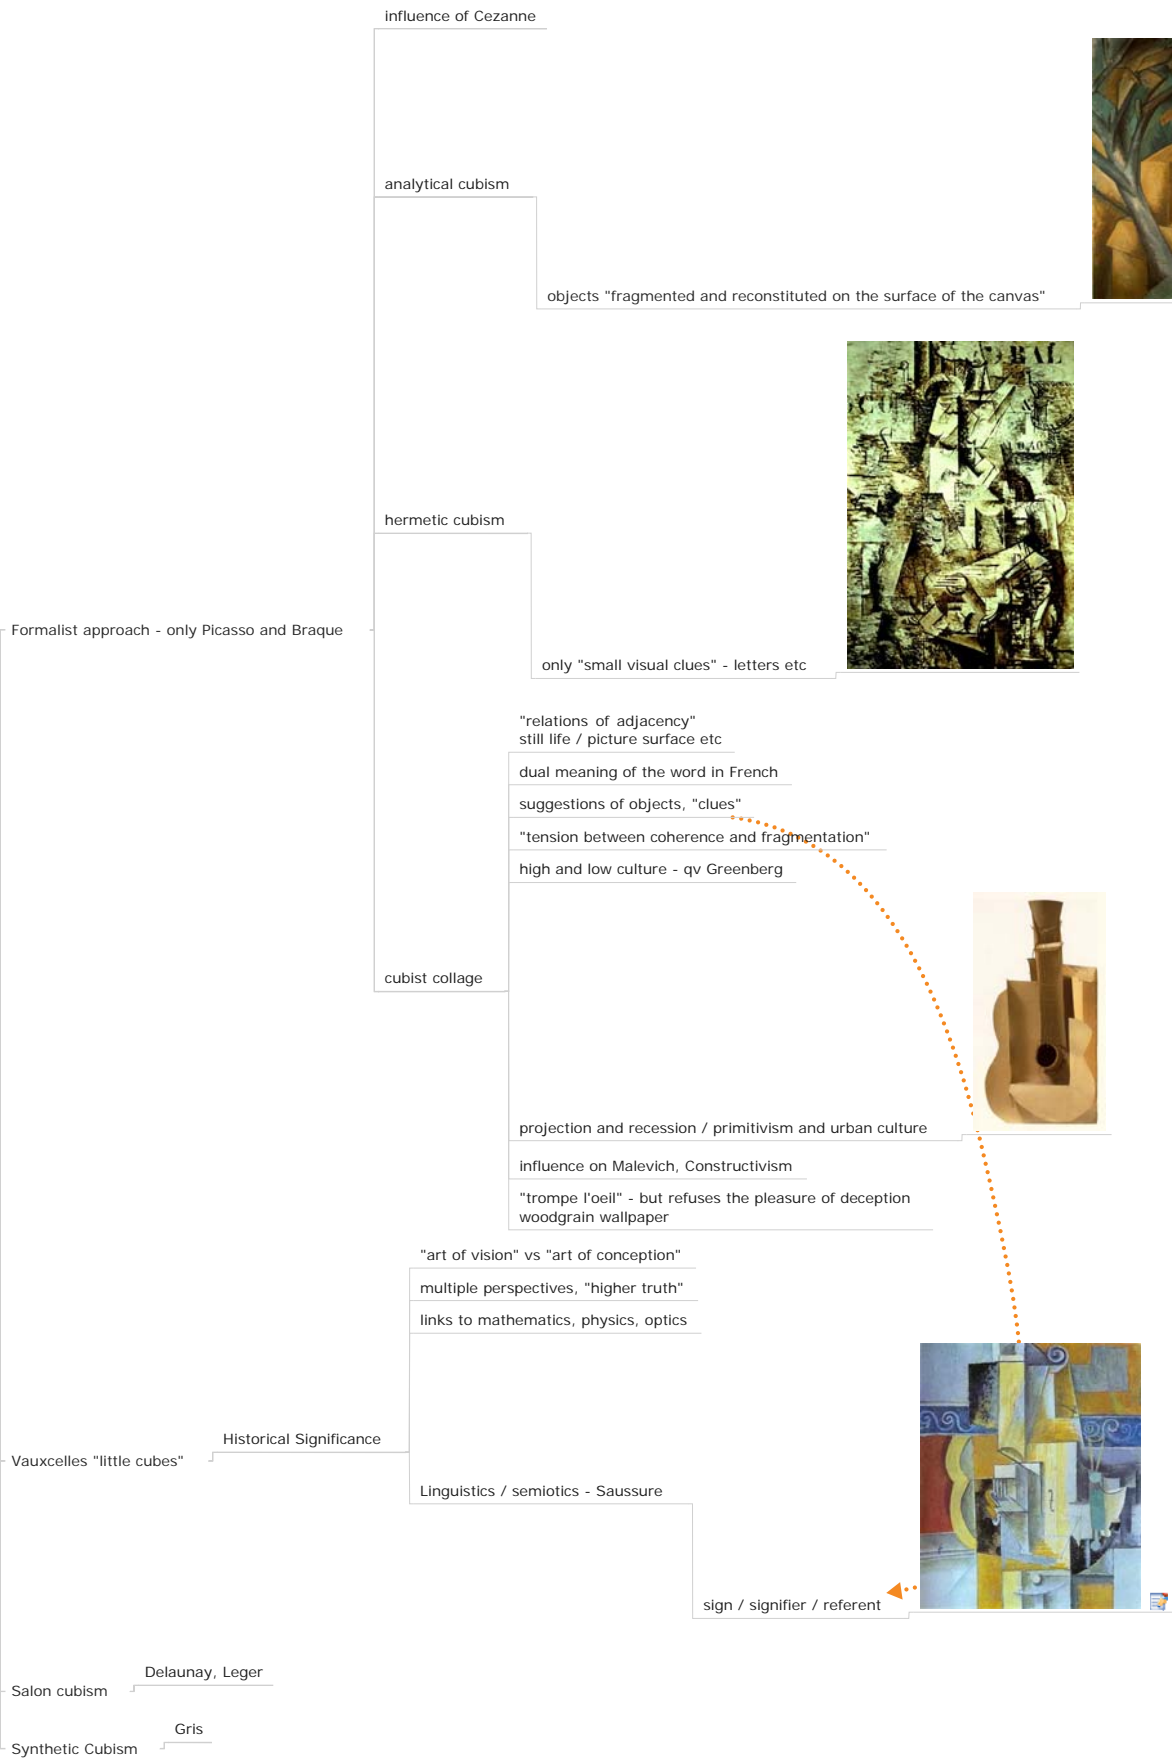 influence of Cezanne
analytical cubism
objects "fragmented and reconstituted on the surface of the canvas"
BAL
&
hermetic cubism
Formalist approach - only Picasso and Braque
only "small visual clues" - letters etc
"relations of adjacency"
still life / picture surface etc
dual meaning of the word in French
suggestions of objects, "clues"
"tension between coherence and fragmentation"
high and low culture - qv Greenberg
cubist collage
projection and recession / primitivism and urban culture
influence on Malevich, Constructivism
"trompe l'oeil" - but refuses the pleasure of deception
woodgrain wallpaper
"art of vision" vs "art of conception"
multiple perspectives, "higher truth"
links to mathematics, physics, optics
Historical Significance
Vauxcelles "little cubes"
Linguistics / semiotics - Saussure
sign / signifier / referent
Delaunay, Leger
Salon cubism
Gris
Synthetic Cubism